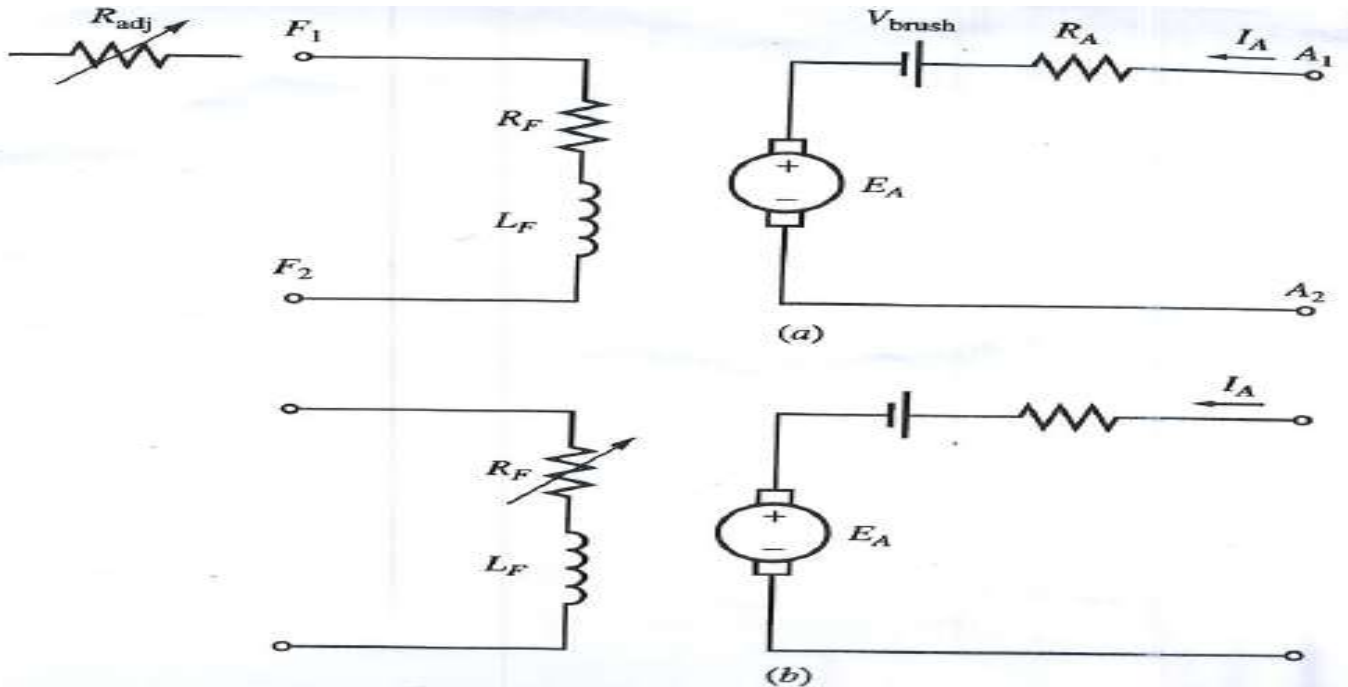 R_adj
F_1
V_brush
R_A
I_A
A_1
R_F
E_A
L_F
F_2
A_2
(a)
I_A
R_F
E_A
L_F
(b)